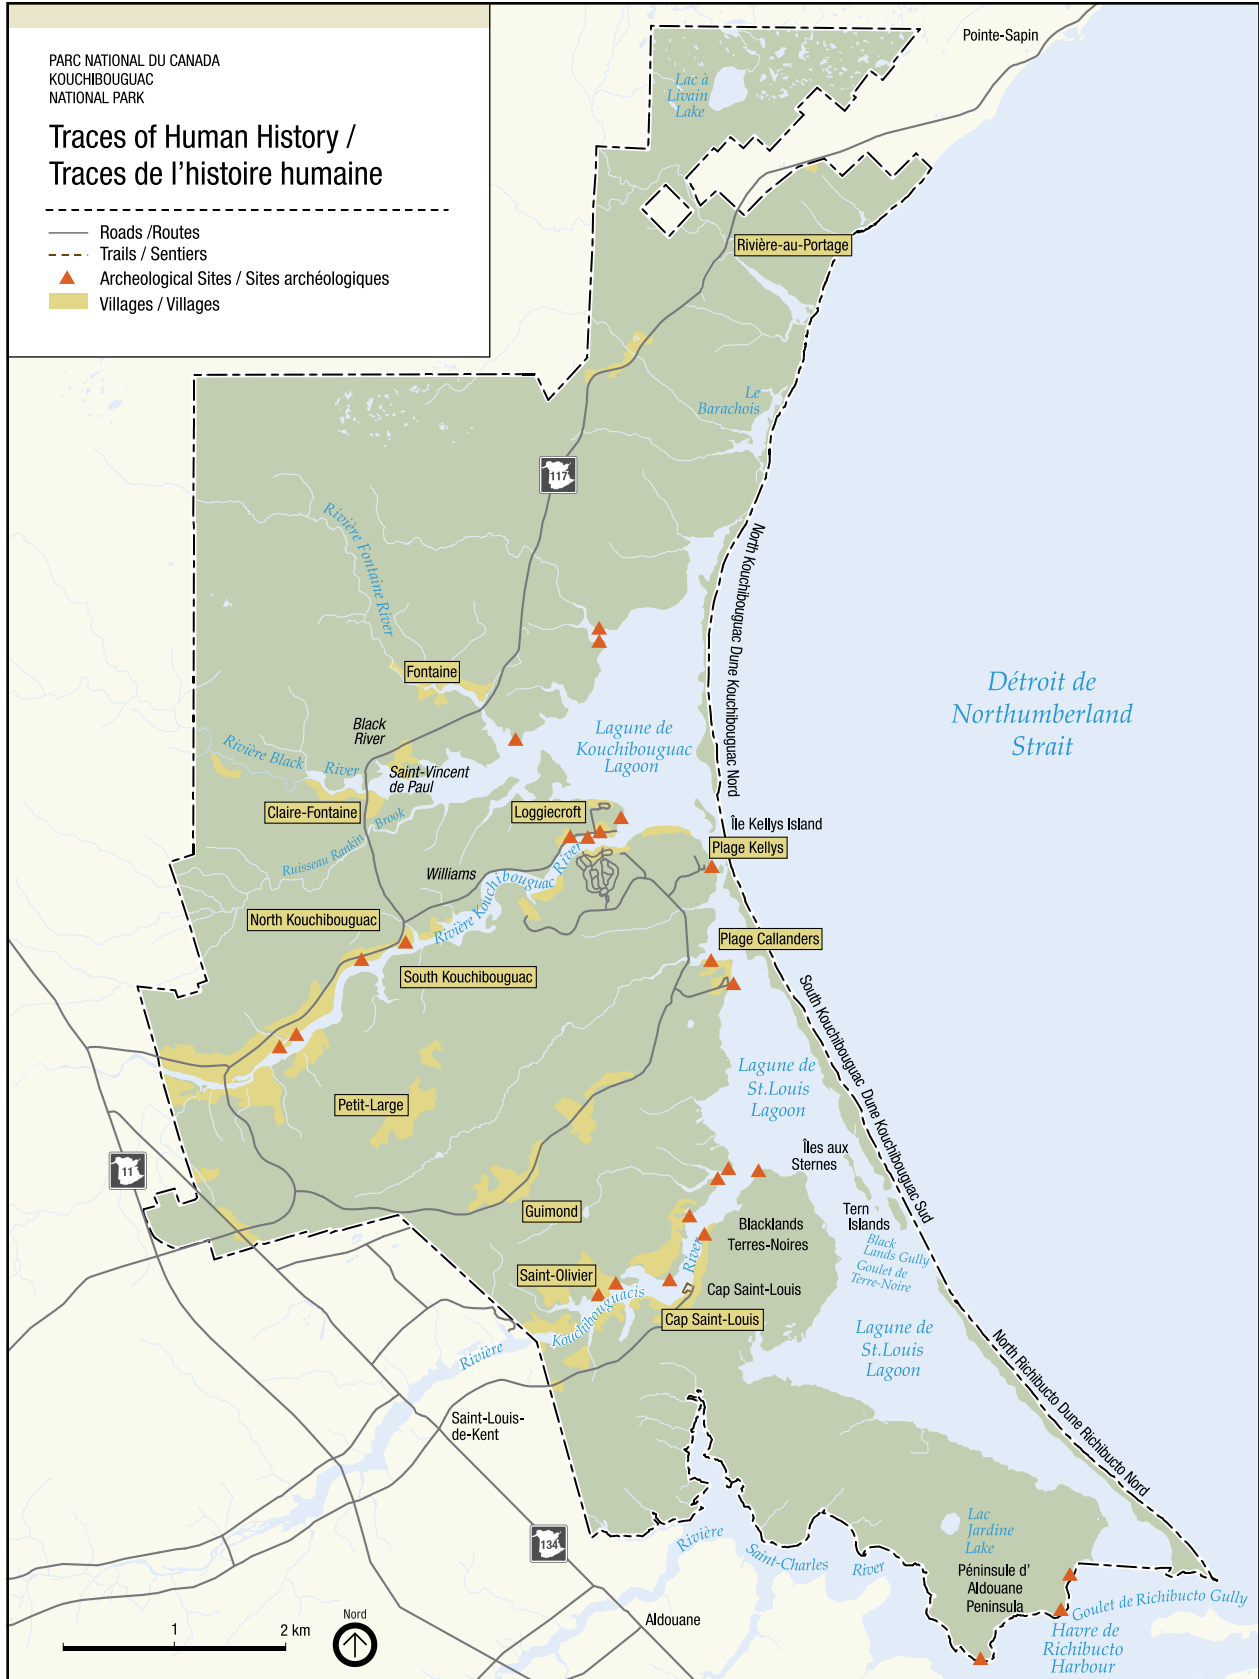 PARC NATIONAL DU CANADA
KOUCHIBOUGUAC
NATIONAL PARK
Traces of Human History /
Traces de l'histoire humaine
Roads /Routes
Trails / Sentiers
Archeological Sites / Sites archéologiques
Villages / Villages
Pointe-Sapin
Lac à
Livain
Lake
Rivière-au-Portage
Le
Barachois
117
Rivière Fontaine River
North Kouchibouguac Dune Kouchibouguac Nord
Fontaine
Détroit de
Northumberland
Strait
Black
River
Lagune de
Kouchibouguac
Lagoon
Rivière Black River
Saint-Vincent
de Paul
Claire-Fontaine
Loggiecroft
Île Kellys Island
Ruisseau Rankin Brook
Plage Kellys
Williams
Rivière Kouchibouguac River
North Kouchibouguac
Plage Callanders
South Kouchibouguac
South Kouchibouguac Dune Kouchibouguac Sud
Lagune de
St.Louis
Lagoon
Petit-Large
11
Îles aux
Sternes
Guimond
Tern
Islands
Blacklands
Terres-Noires
Black
Lands Gully
Goulet de
Terre-Noire
Saint-Olivier
Cap Saint-Louis
Cap Saint-Louis
Rivière Kouchibouguacis River
Lagune de
St.Louis
Lagoon
North Richibucto Dune Richibucto Nord
Saint-Louis-
de-Kent
Lac
Jardine
Lake
134
Rivière Saint-Charles River
Péninsule d'
Aldouane
Peninsula
Goulet de Richibucto Gully
Aldouane
Havre de
Richibucto
Harbour
1
2 km
Nord